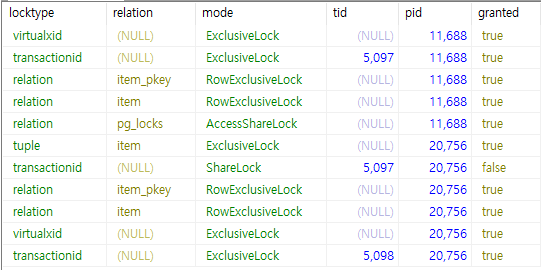 locktype relation mode tid pid granted
virtualxid (NULL) ExclusiveLock (NULL) 11,688 true
transactionid (NULL) ExclusiveLock 5,097 11,688 true
relation item_pkey RowExclusiveLock (NULL) 11,688 true
relation item RowExclusiveLock (NULL) 11,688 true
relation pg_locks AccessShareLock (NULL) 11,688 true
tuple item ExclusiveLock (NULL) 20,756 true
transactionid (NULL) ShareLock 5,097 20,756 false
relation item_pkey RowExclusiveLock (NULL) 20,756 true
relation item RowExclusiveLock (NULL) 20,756 true
virtualxid (NULL) ExclusiveLock (NULL) 20,756 true
transactionid (NULL) ExclusiveLock 5,098 20,756 true